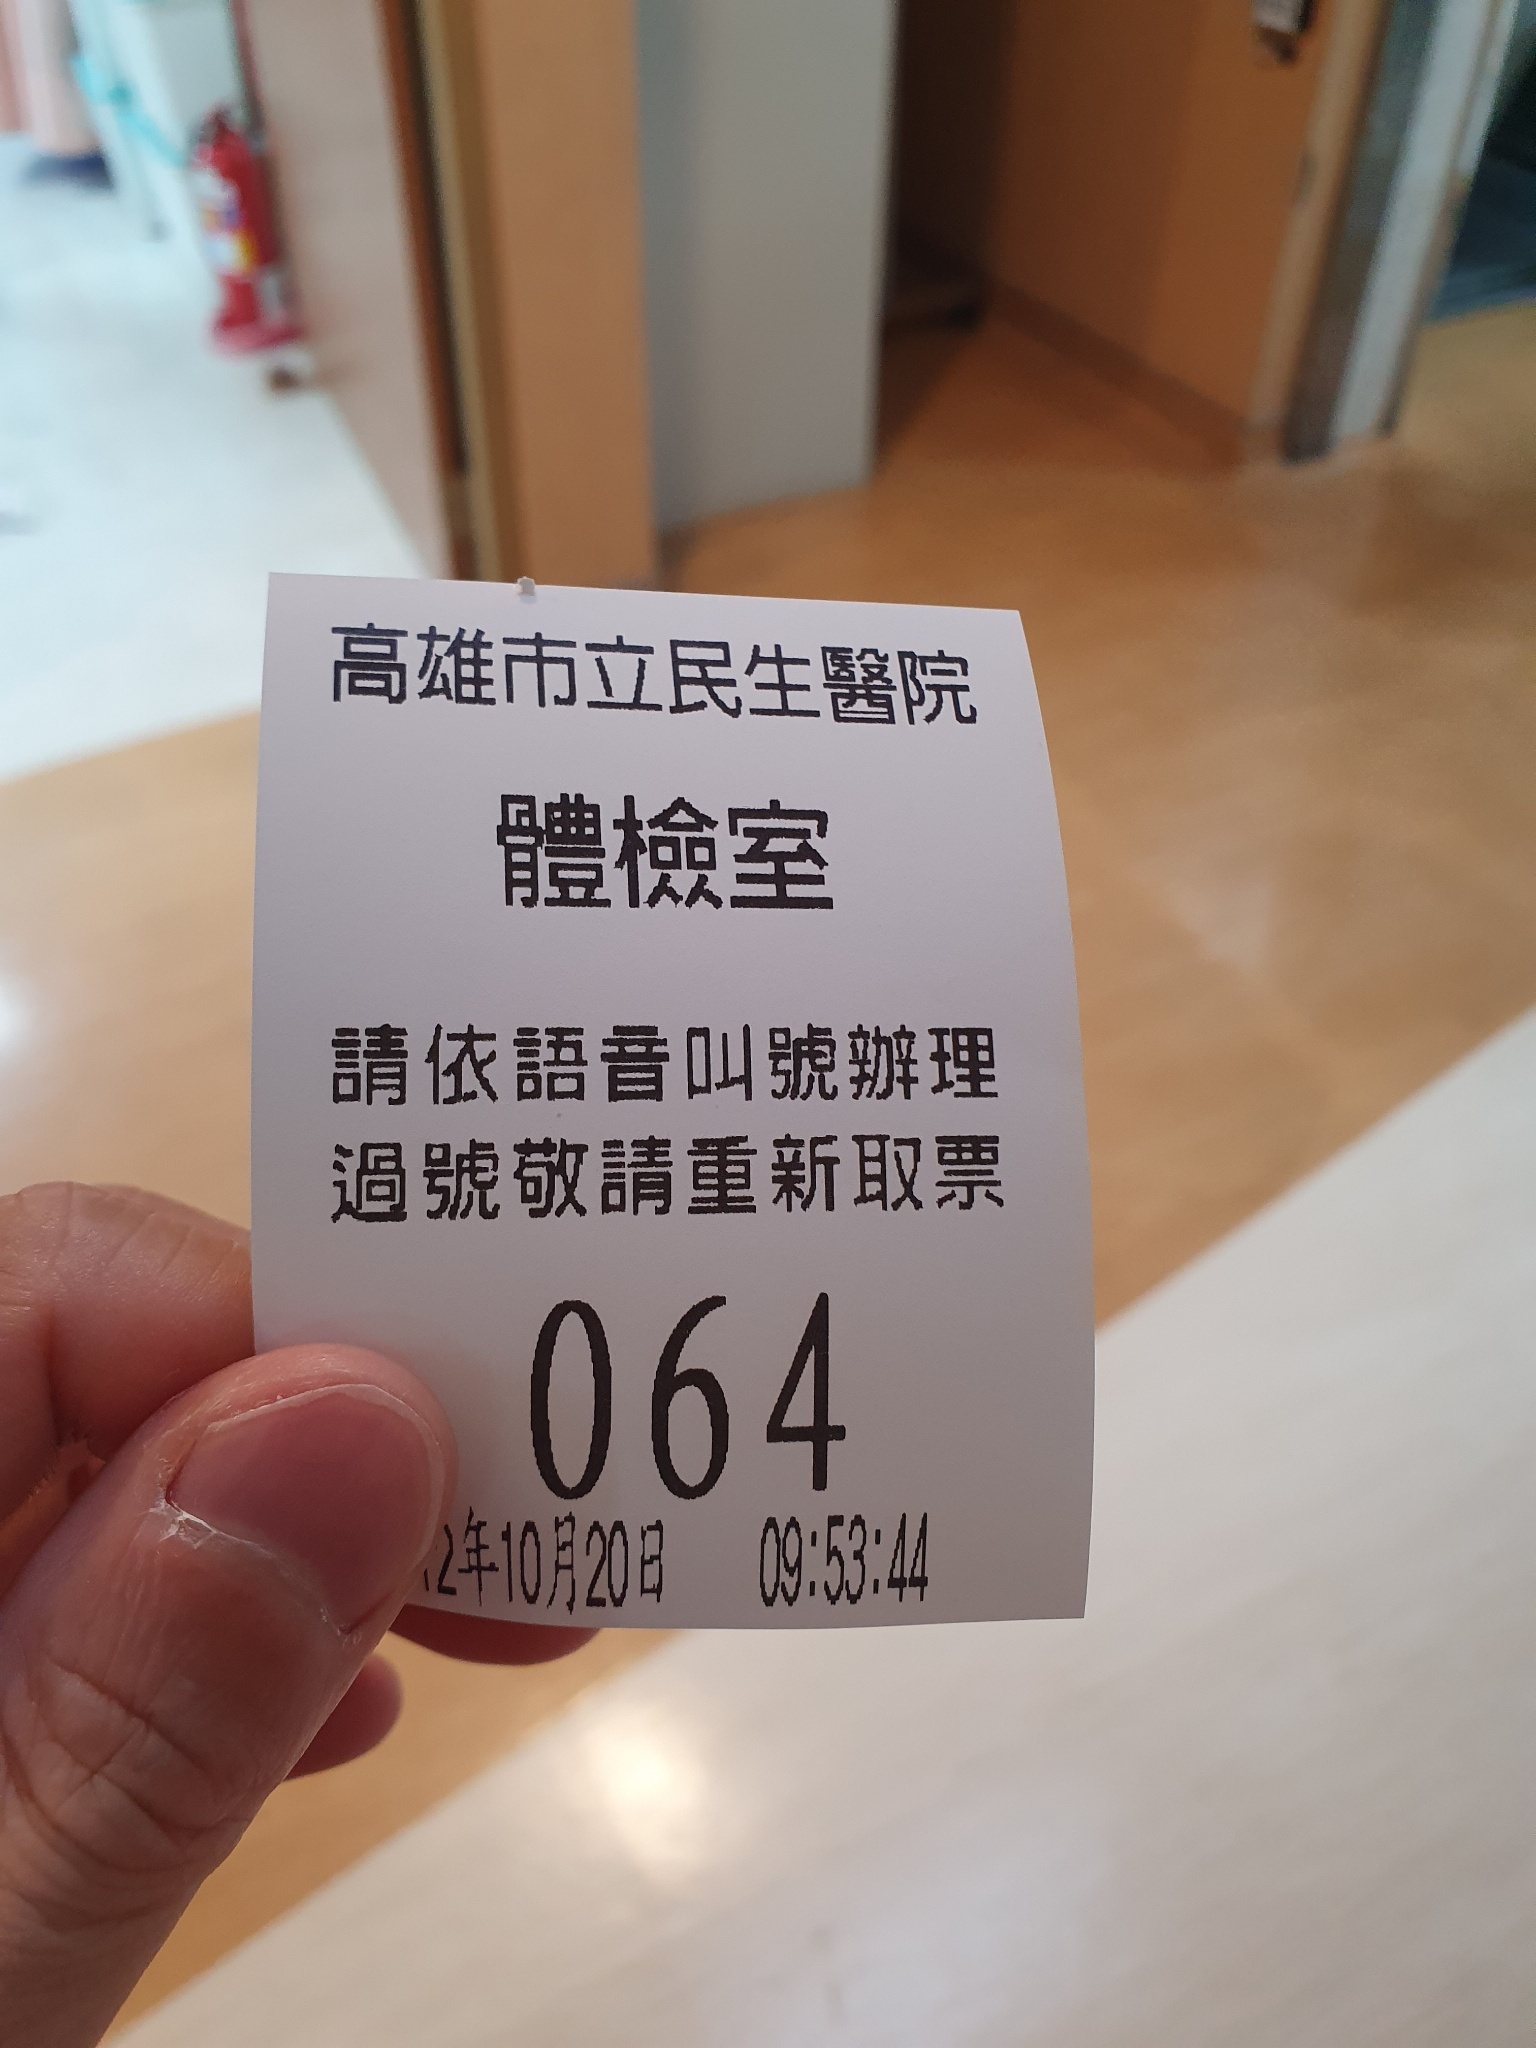 高雄市立民生醫院
體檢室
請依語音叫號辦理
過號敬請重新取票
064
2年10月20日 09:53:44